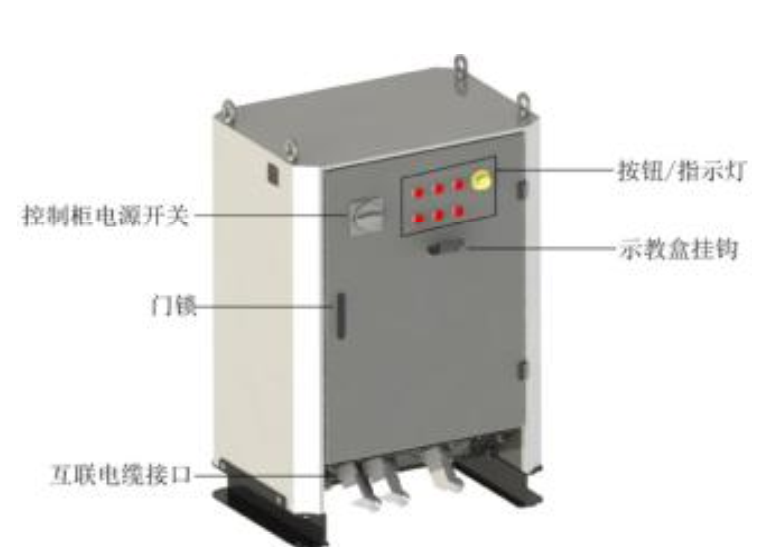 按钮/指示灯
控制柜电源开关
示教盒挂钩
门锁
互联电缆接口